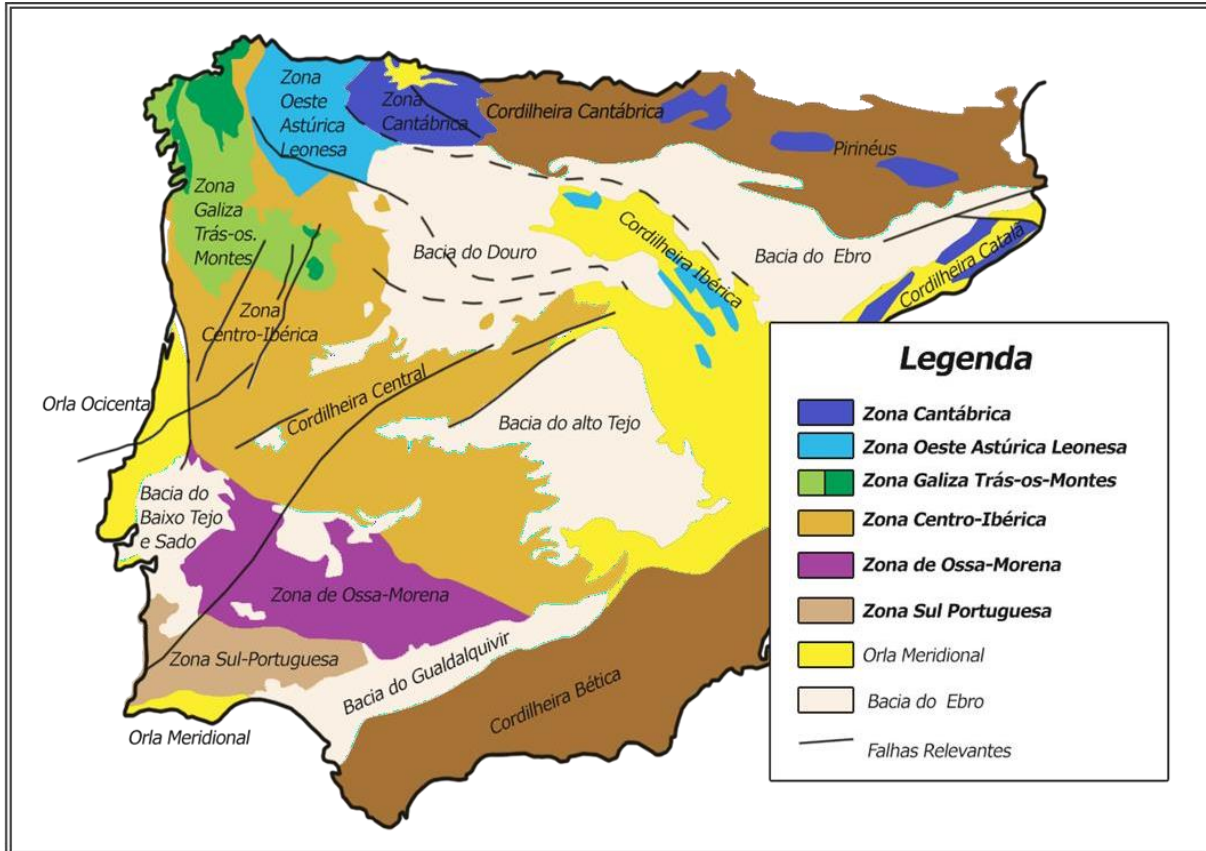 Zona
Oeste
Astúrica
Leonesa
Zona
Cantábrica
Cordilheira Cantábrica
Pirinéus
Zona
Galiza
Trás-os.
Montes
Bacia do Douro
Cordilheira Ibérica
Bacia do Ebro
Cordilheira Catalã
Zona
Centro-Ibérica
Orla Ocicenta
Cordilheira Central
Bacia do alto Tejo
Bacia do
Baixo Tejo
e Sado
Zona de Ossa-Morena
Zona Sul-Portuguesa
Bacia do Gualdalquivir
Cordilheira Bética
Orla Meridional
Legenda
Zona Cantábrica
Zona Oeste Astúrica Leonesa
Zona Galiza Trás-os-Montes
Zona Centro-Ibérica
Zona de Ossa-Morena
Zona Sul Portuguesa
Orla Meridional
Bacia do Ebro
Falhas Relevantes